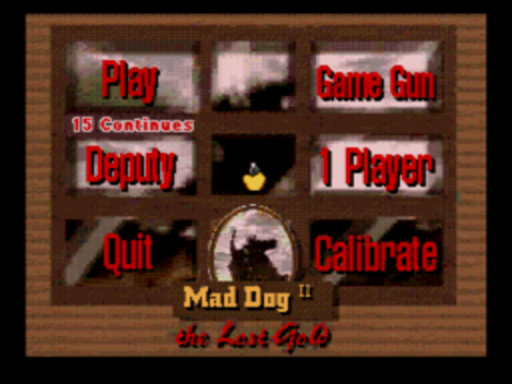 Play
Game Gun
15 Continues
Deputy
1 Player
Quit
Calibrate
Mad Dog II
the Lost Gold